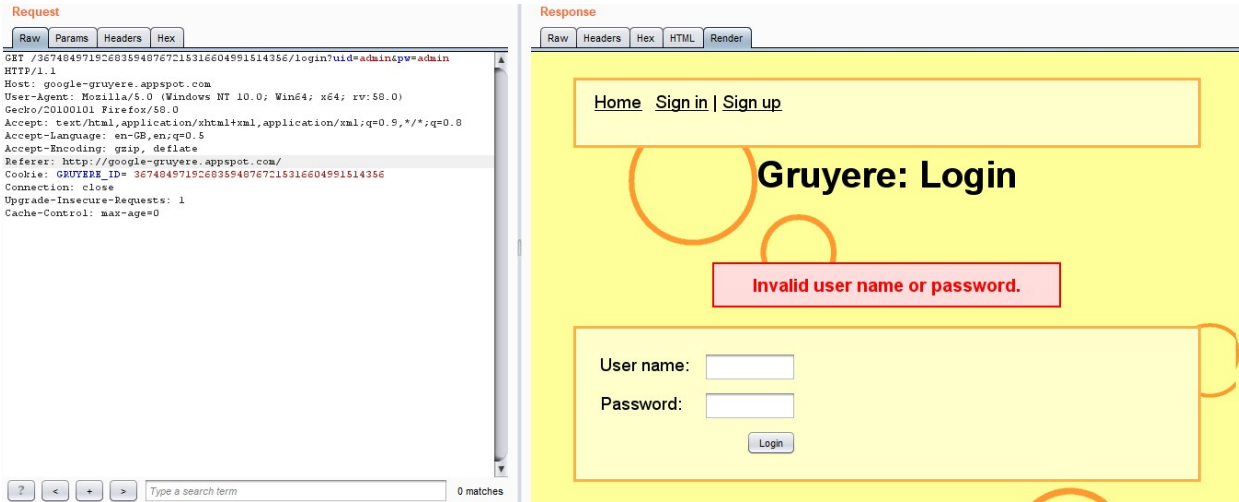 Request
Raw Params Headers Hex
GET /367484971926835948767215316604991514356/login?uid=admin&pw=admin
HTTP/1.1
Host: google-gruyere.appspot.com
User-Agent: Mozilla/5.0 (Windows NT 10.0; Win64; x64; rv:58.0)
Gecko/20100101 Firefox/58.0
Accept: text/html,application/xhtml+xml,application/xml;q=0.9,*/*;q=0.8
Accept-Language: en-GB,en;q=0.5
Accept-Encoding: gzip, deflate
Referer: http://google-gruyere.appspot.com/
Cookie: GRUYERE_ID= 367484971926835948767215316604991514356
Connection: close
Upgrade-Insecure-Requests: 1
Cache-Control: max-age=0
? < + > Type a search term 0 matches
Response
Raw Headers Hex HTML Render
Home Sign in | Sign up
Gruyere: Login
Invalid user name or password.
User name:
Password:
Login